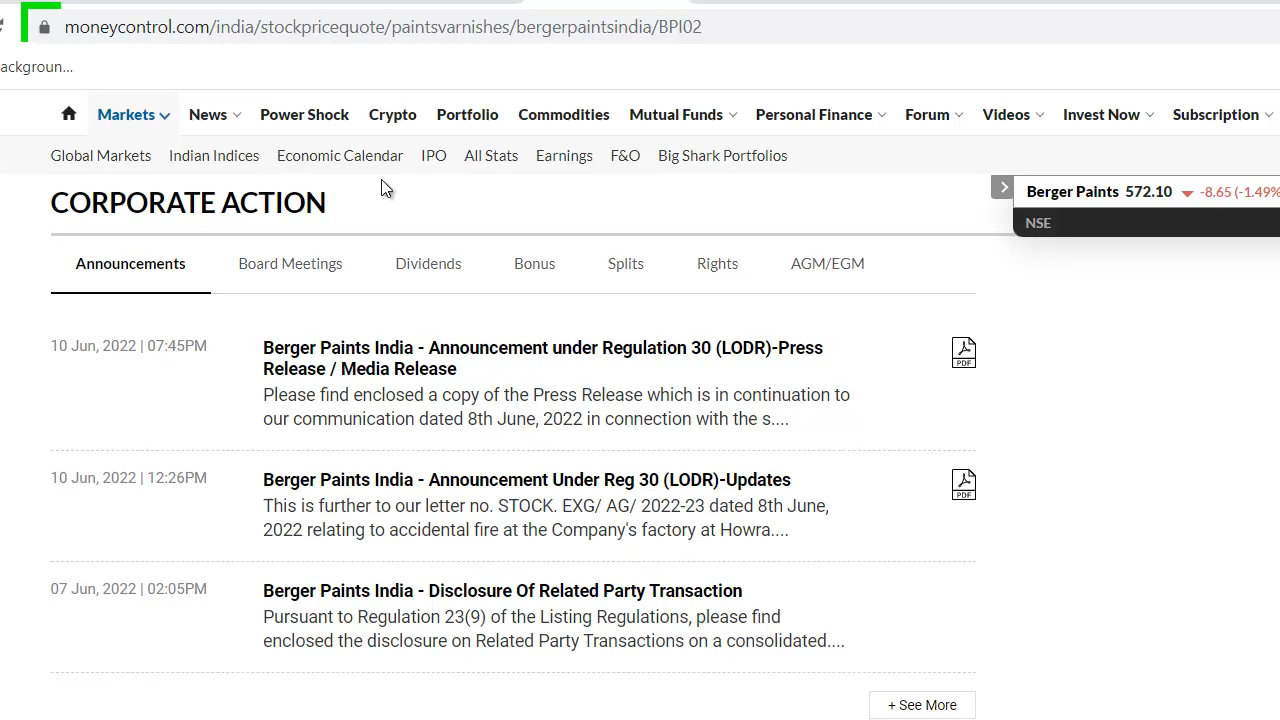 moneycontrol.com/india/stockpricequote/paintsvarnishes/bergerpaintsindia/BPI02
ackgroun...
Markets News Power Shock Crypto Portfolio Commodities Mutual Funds Personal Finance Forum Videos Invest Now Subscription
Global Markets Indian Indices Economic Calendar IPO All Stats Earnings F&O Big Shark Portfolios
CORPORATE ACTION
Berger Paints 572.10 -8.65 (-1.49%
NSE
Announcements Board Meetings Dividends Bonus Splits Rights AGM/EGM
10 Jun, 2022 | 07:45PM
Berger Paints India - Announcement under Regulation 30 (LODR)-Press
Release / Media Release
Please find enclosed a copy of the Press Release which is in continuation to
our communication dated 8th June, 2022 in connection with the s....
PDF
10 Jun, 2022 | 12:26PM
Berger Paints India - Announcement Under Reg 30 (LODR)-Updates
This is further to our letter no. STOCK. EXG/ AG/ 2022-23 dated 8th June,
2022 relating to accidental fire at the Company's factory at Howra....
PDF
07 Jun, 2022 | 02:05PM
Berger Paints India - Disclosure Of Related Party Transaction
Pursuant to Regulation 23(9) of the Listing Regulations, please find
enclosed the disclosure on Related Party Transactions on a consolidated....
+ See More